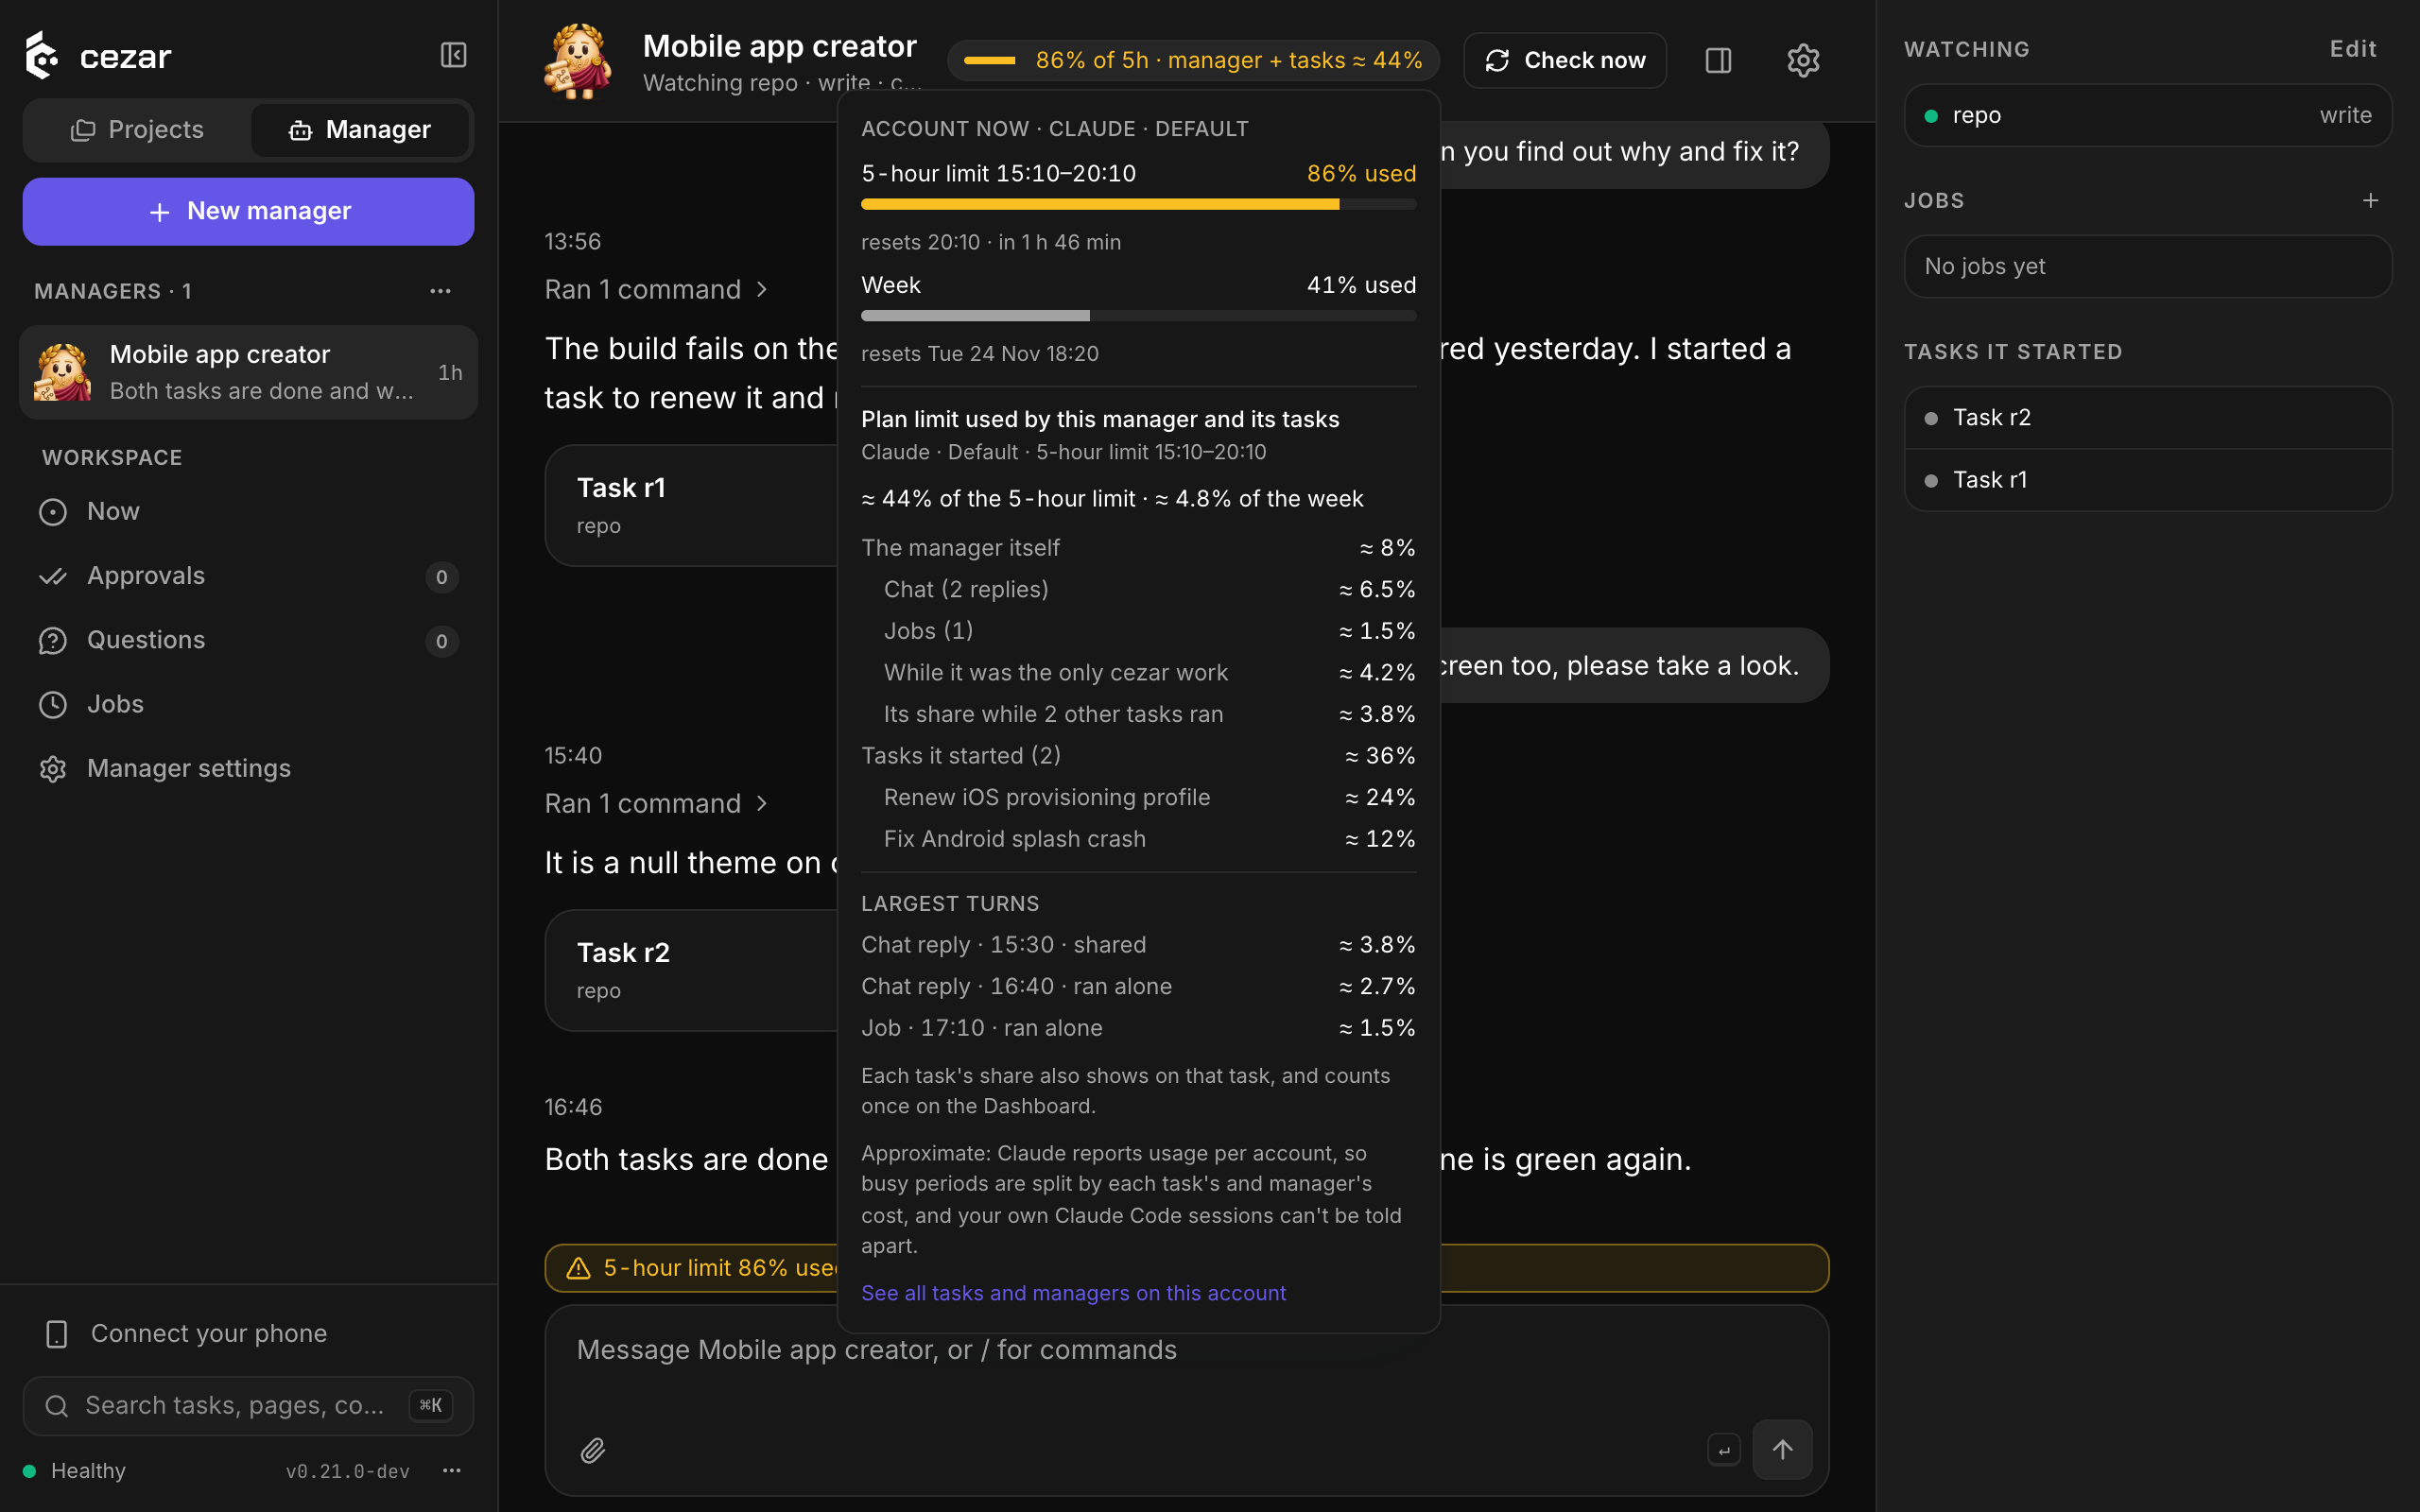 cezar
Projects
Manager
New manager
MANAGERS · 1
Mobile app creator
Both tasks are done and w...
1h
WORKSPACE
Now
Approvals
0
Questions
0
Jobs
Manager settings
Connect your phone
Search tasks, pages, co...
⌘K
Healthy
v0.21.0-dev
Mobile app creator
Watching repo · write · c...
86% of 5h · manager + tasks ≈ 44%
Check now
n you find out why and fix it?
13:56
Ran 1 command
The build fails on the
red yesterday. I started a
task to renew it and
Task r1
repo
creen too, please take a look.
15:40
Ran 1 command
It is a null theme on
Task r2
repo
16:46
Both tasks are done
ne is green again.
5-hour limit 86% used
Message Mobile app creator, or / for commands
ACCOUNT NOW · CLAUDE · DEFAULT
5-hour limit 15:10–20:10
86% used
resets 20:10 · in 1 h 46 min
Week
41% used
resets Tue 24 Nov 18:20
Plan limit used by this manager and its tasks
Claude · Default · 5-hour limit 15:10–20:10
≈ 44% of the 5-hour limit · ≈ 4.8% of the week
The manager itself ≈ 8%
Chat (2 replies) ≈ 6.5%
Jobs (1) ≈ 1.5%
While it was the only cezar work ≈ 4.2%
Its share while 2 other tasks ran ≈ 3.8%
Tasks it started (2) ≈ 36%
Renew iOS provisioning profile ≈ 24%
Fix Android splash crash ≈ 12%
LARGEST TURNS
Chat reply · 15:30 · shared ≈ 3.8%
Chat reply · 16:40 · ran alone ≈ 2.7%
Job · 17:10 · ran alone ≈ 1.5%
Each task's share also shows on that task, and counts
once on the Dashboard.
Approximate: Claude reports usage per account, so
busy periods are split by each task's and manager's
cost, and your own Claude Code sessions can't be told
apart.
See all tasks and managers on this account
WATCHING
Edit
repo
write
JOBS
No jobs yet
TASKS IT STARTED
Task r2
Task r1